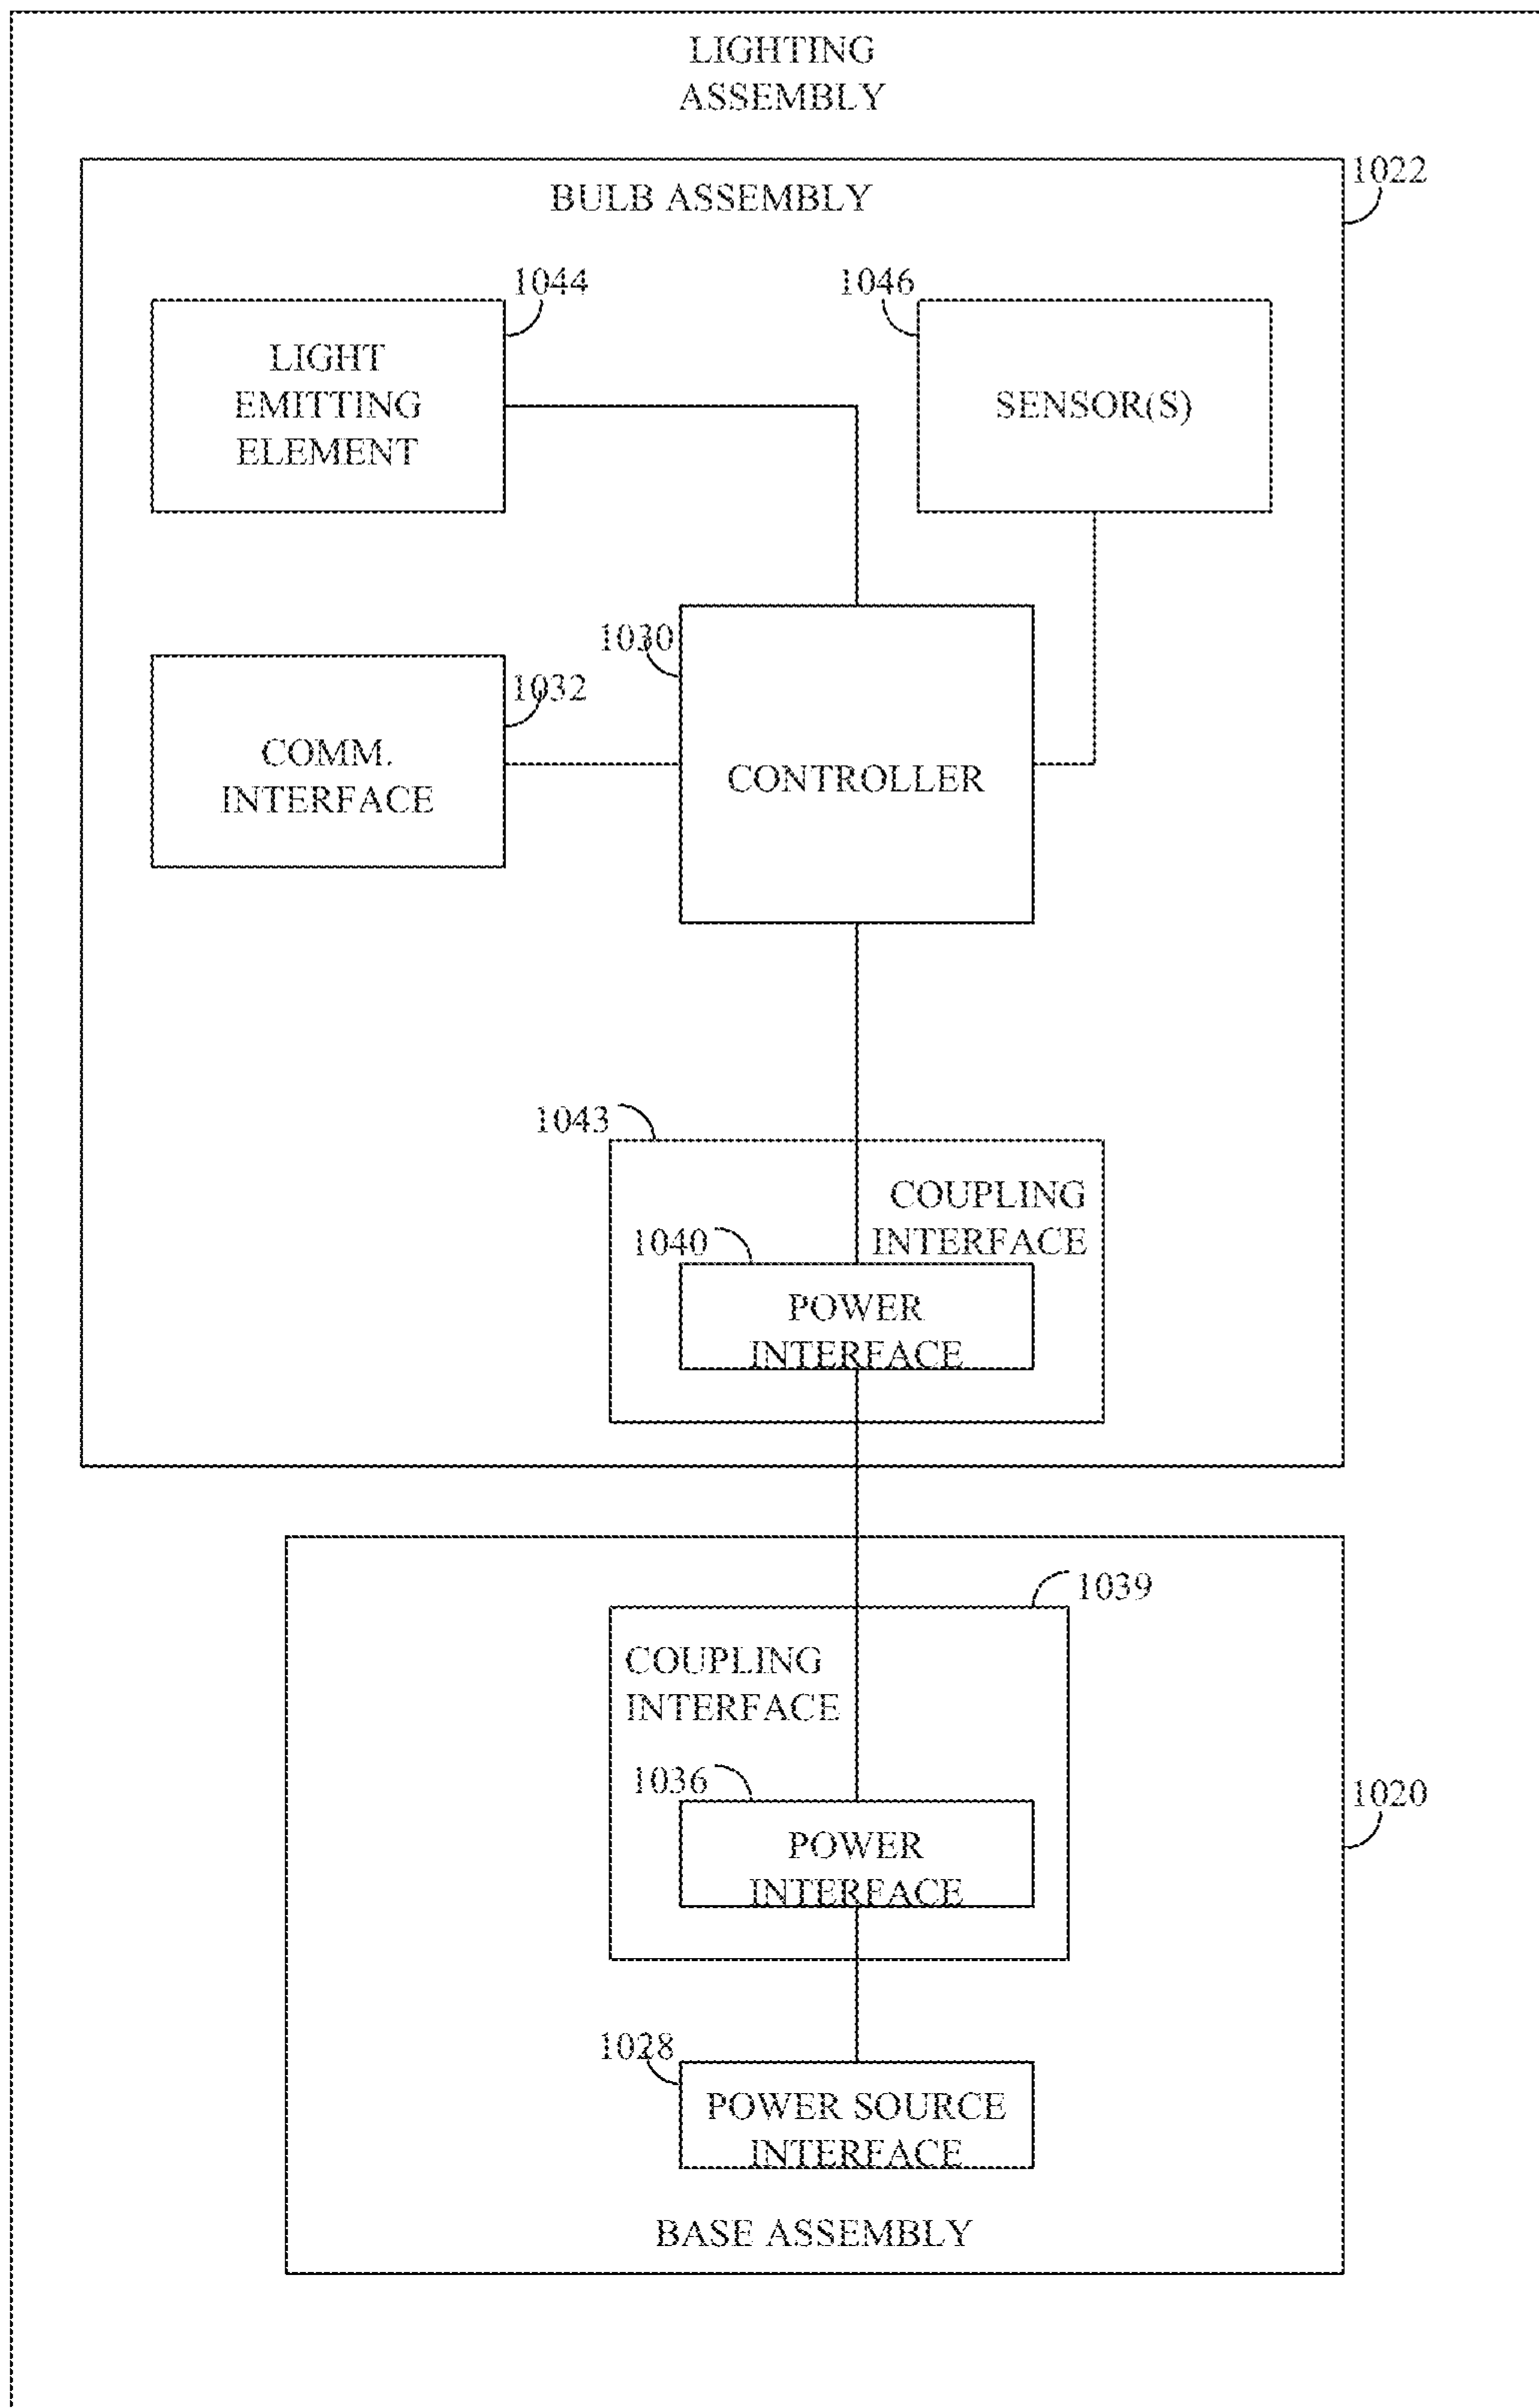 LIGHTING
ASSEMBLY
1022
BULB ASSEMBLY
1044
1046
LIGHT
EMITTING
ELEMENT
SENSOR(S)
1030
1032
COMM.
INTERFACE
CONTROLLER
1043
COUPLING
INTERFACE
1040
POWER
INTERFACE
1039
COUPLING
INTERFACE
1036
POWER
INTERFACE
1020
1028
POWER SOURCE
INTERFACE
BASE ASSEMBLY